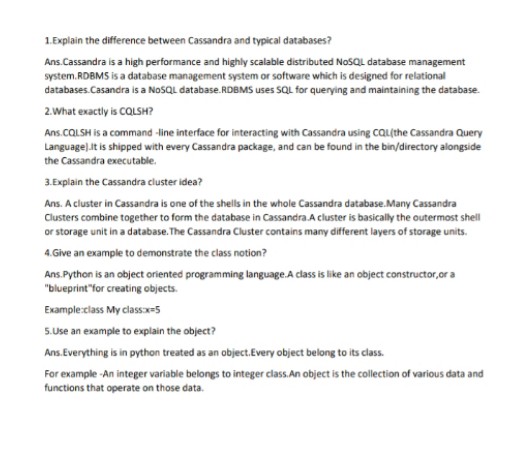 1.Explain the difference between Cassandra and typical databases?
Ans.Cassandra is a high performance and highly scalable distributed NoSQL database management
system.RDBMS is a database management system or software which is designed for relational
databases.Casandra is a NoSQL database.RDBMS uses SQL for querying and maintaining the database.
2.What exactly is CQLSH?
Ans.CQLSH is a command -line interface for interacting with Cassandra using CQL(the Cassandra Query
Language).It is shipped with every Cassandra package, and can be found in the bin/directory alongside
the Cassandra executable.
3.Explain the Cassandra cluster idea?
Ans. A cluster in Cassandra is one of the shells in the whole Cassandra database.Many Cassandra
Clusters combine together to form the database in Cassandra.A cluster is basically the outermost shell
or storage unit in a database.The Cassandra Cluster contains many different layers of storage units.
4.Give an example to demonstrate the class notion?
Ans.Python is an object oriented programming language.A class is like an object constructor,or a
"blueprint"for creating objects.
Example:class My class:x=5
5.Use an example to explain the object?
Ans.Everything is in python treated as an object.Every object belong to its class.
For example -An integer variable belongs to integer class.An object is the collection of various data and
functions that operate on those data.